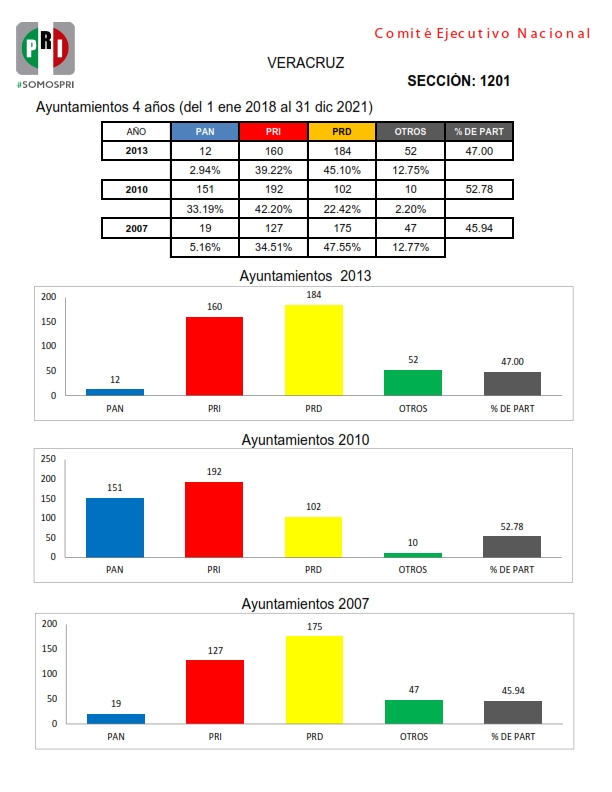 Comité Ejecutivo Nacional
PRI
#SOMOSPRI
VERACRUZ
SECCIÓN: 1201
Ayuntamientos 4 años (del 1 ene 2018 al 31 dic 2021)
AÑO PAN PRI PRD OTROS % DE PART
2013 12 160 184 52 47.00
2.94% 39.22% 45.10% 12.75%
2010 151 192 102 10 52.78
33.19% 42.20% 22.42% 2.20%
2007 19 127 175 47 45.94
5.16% 34.51% 47.55% 12.77%
Ayuntamientos 2013
200
150
100
50
0
12 160 184 52 47.00
PAN PRI PRD OTROS % DE PART
Ayuntamientos 2010
250
200
150
100
50
0
151 192 102 10 52.78
PAN PRI PRD OTROS % DE PART
Ayuntamientos 2007
200
150
100
50
0
19 127 175 47 45.94
PAN PRI PRD OTROS % DE PART